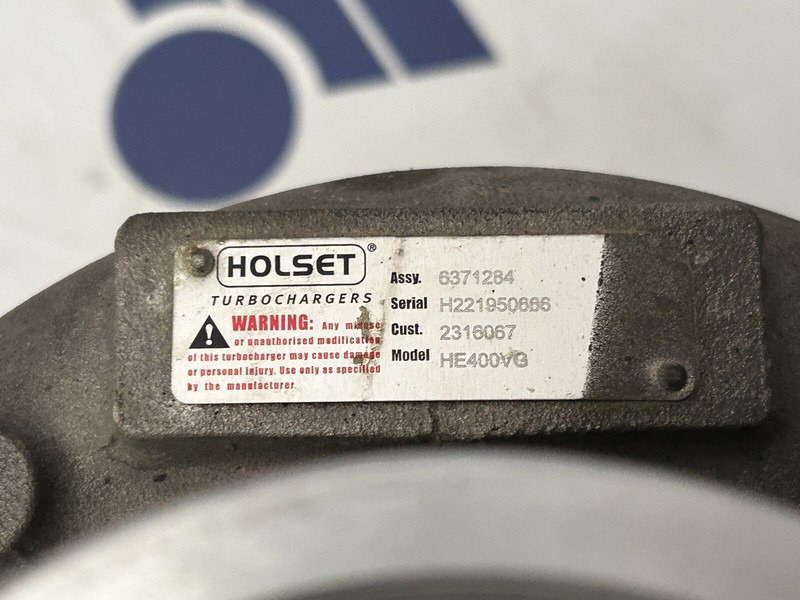 HOLSET®
TURBOCHARGERS
WARNING: Any misuse
or unauthorised modification
of this turbocharger may cause damage
or personal injury. Use only as specified
by the manufacturer.
Assy. 6371284
Serial H221950666
Cust. 2316067
Model HE400VG